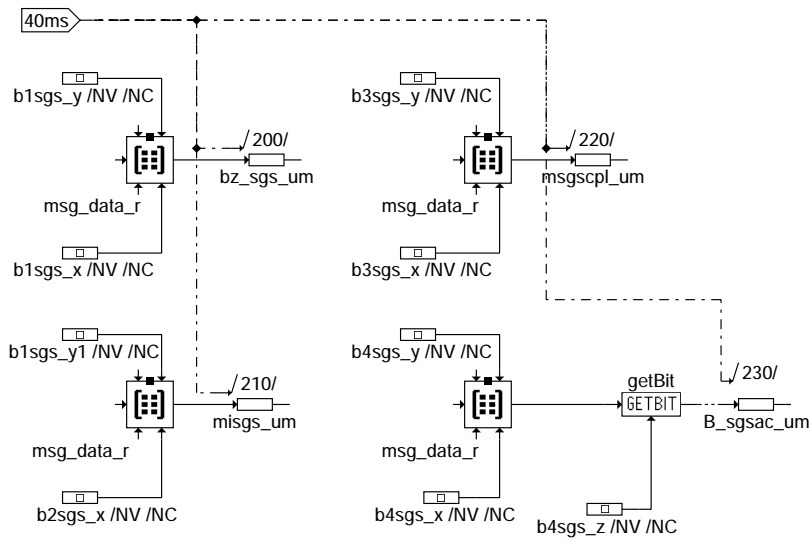 40ms
b1sgs_y /NV /NC
b3sgs_y /NV /NC
200/
220/
bz_sgs_um
msgscpl_um
msg_data_r
msg_data_r
b1sgs_x /NV /NC
b3sgs_x /NV /NC
b1sgs_y1 /NV /NC
b4sgs_y /NV /NC
210/
getBit
230/
GETBIT
misgs_um
B_sgsac_um
msg_data_r
msg_data_r
b2sgs_x /NV /NC
b4sgs_x /NV /NC
b4sgs_z /NV /NC